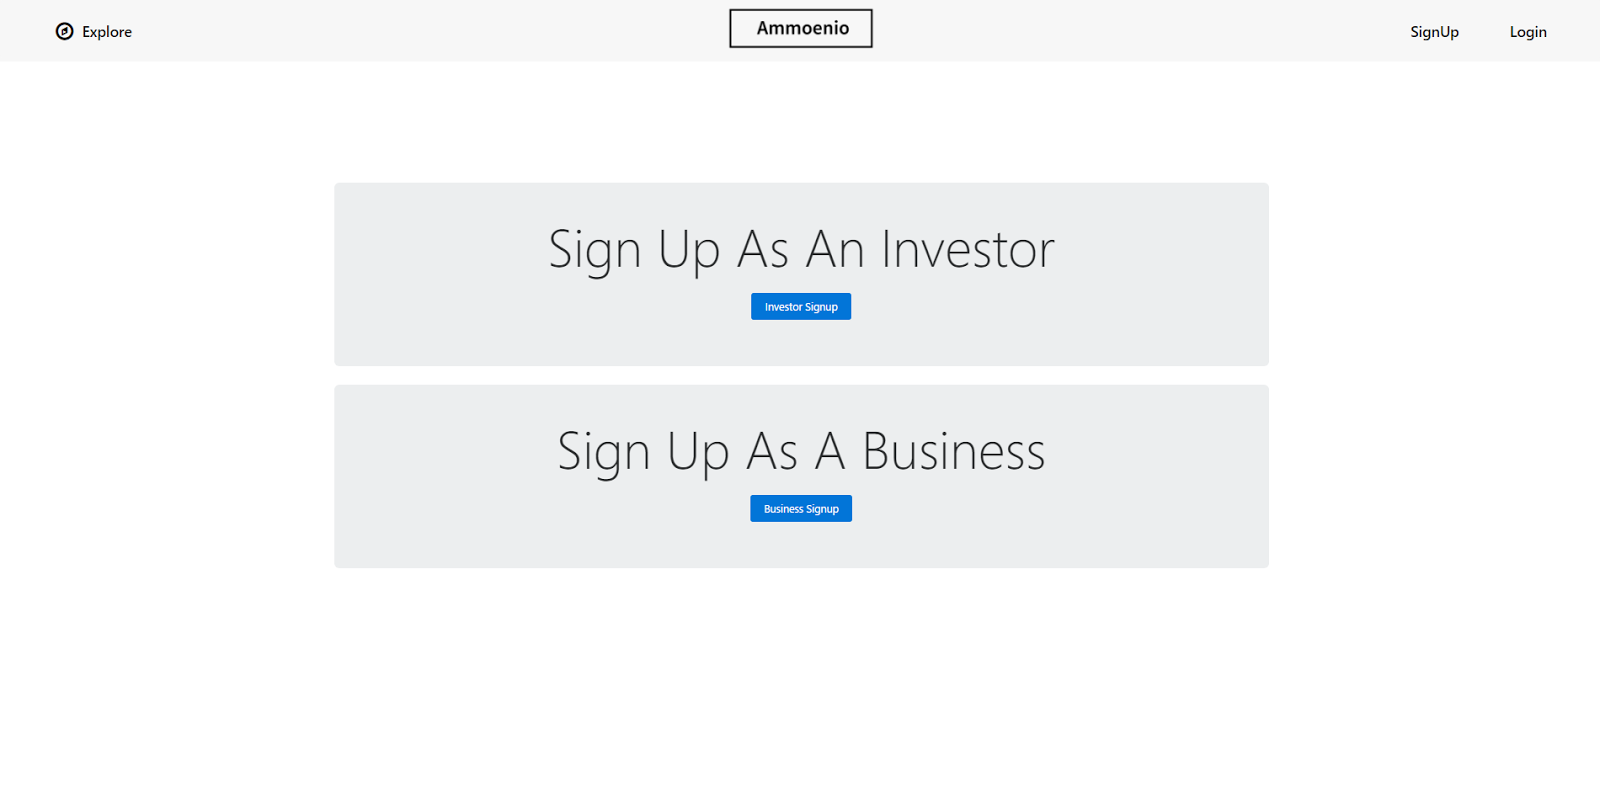 Explore
Ammoenio
SignUp
Login
Sign Up As An Investor
Investor Signup
Sign Up As A Business
Business Signup